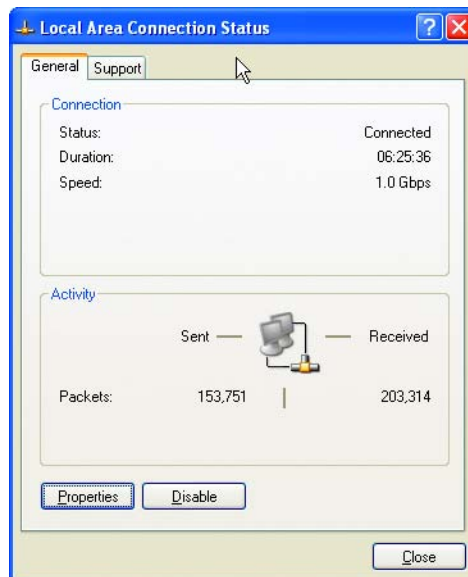 Local Area Connection Status
General Support
Connection
Status: Connected
Duration: 06:25:36
Speed: 1.0 Gbps
Activity
Sent Received
Packets: 153,751 203,314
Properties Disable
Close